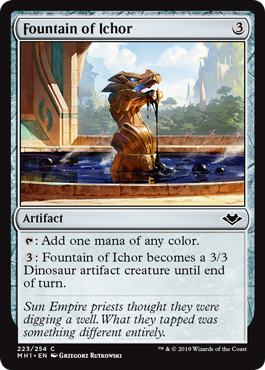 Fountain of Ichor 3
Artifact
: Add one mana of any color.
3: Fountain of Ichor becomes a 3/3
Dinosaur artifact creature until end
of turn.
Sun Empire priests thought they were
digging a well. What they tapped was
something different entirely.
223/254 C
MH1 • EN GRZEGORZ RUTKOWSKI ™ & © 2019 Wizards of the Coast